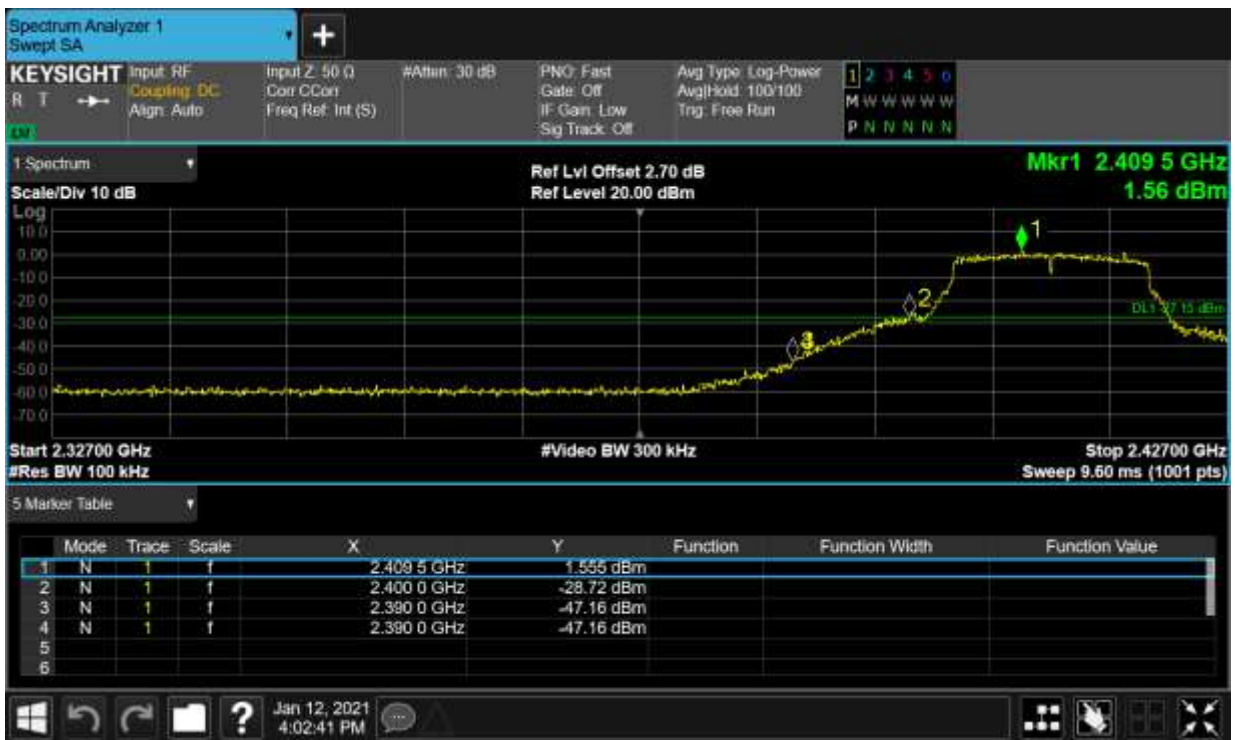 Spectrum Analyzer 1
Swept SA
+
KEYSIGHT Input: RF Input Z: 50 Ω #Atten: 30 dB PNO: Fast Avg Type: Log-Power 1 2 3 4 5 6
R T Coupling: DC Corr CCorr Gate: Off Avg|Hold: 100/100 M W W W W W
Align: Auto Freq Ref: Int (S) IF Gain: Low Trig: Free Run
Sig Track: Off P N N N N N
1 Spectrum Ref Lvl Offset 2.70 dB Mkr1 2.409 5 GHz
Scale/Div 10 dB Ref Level 20.00 dBm 1.56 dBm
Log
10.0
0.00
-10.0
-20.0
-30.0
-40.0
-50.0
-60.0
-70.0
1
2
DL1 -27.15 dBm
Start 2.32700 GHz #Video BW 300 kHz Stop 2.42700 GHz
#Res BW 100 kHz Sweep 9.60 ms (1001 pts)
5 Marker Table
Mode Trace Scale X Y Function Function Width Function Value
1 N 1 f 2.409 5 GHz 1.555 dBm
2 N 1 f 2.400 0 GHz -28.72 dBm
3 N 1 f 2.390 0 GHz -47.16 dBm
4 N 1 f 2.390 0 GHz -47.16 dBm
5
6
? Jan 12, 2021
4:02:41 PM